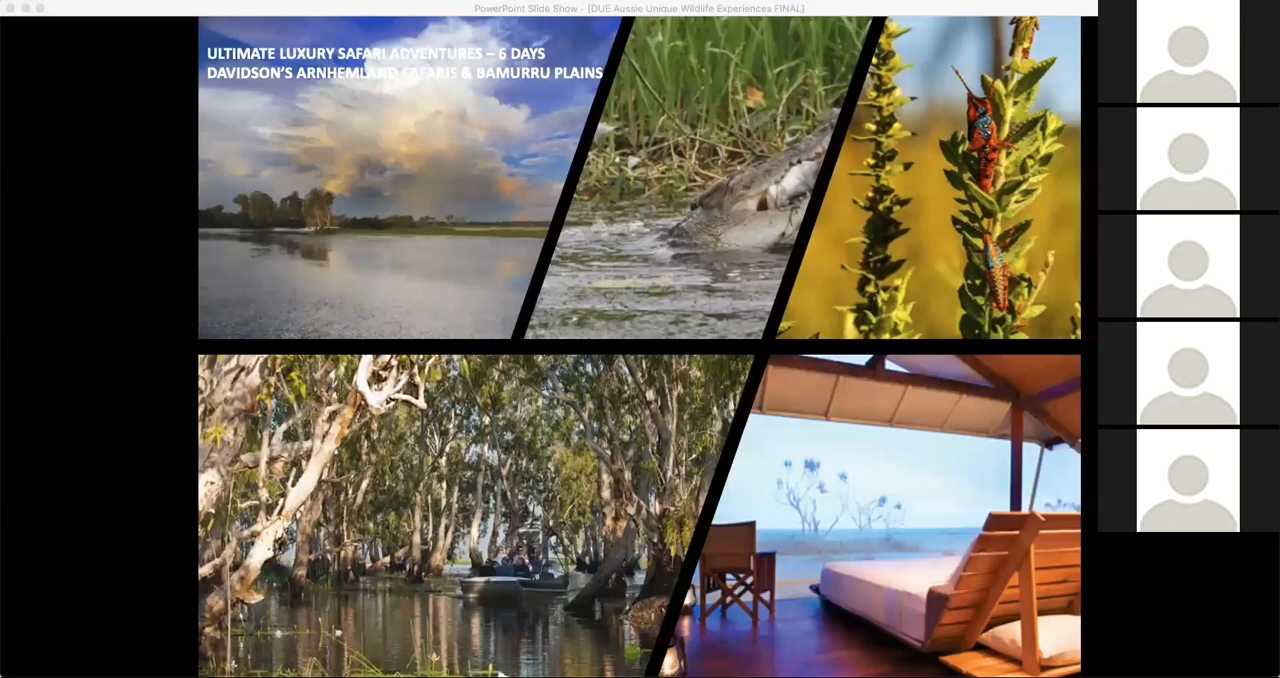 PowerPoint Slide Show - [DUE Aussie Unique Wildlife Experiences FINAL]
ULTIMATE LUXURY SAFARI ADVENTURES – 6 DAYS
DAVIDSON'S ARNHEMLAND SAFARIS & BAMURRU PLAINS